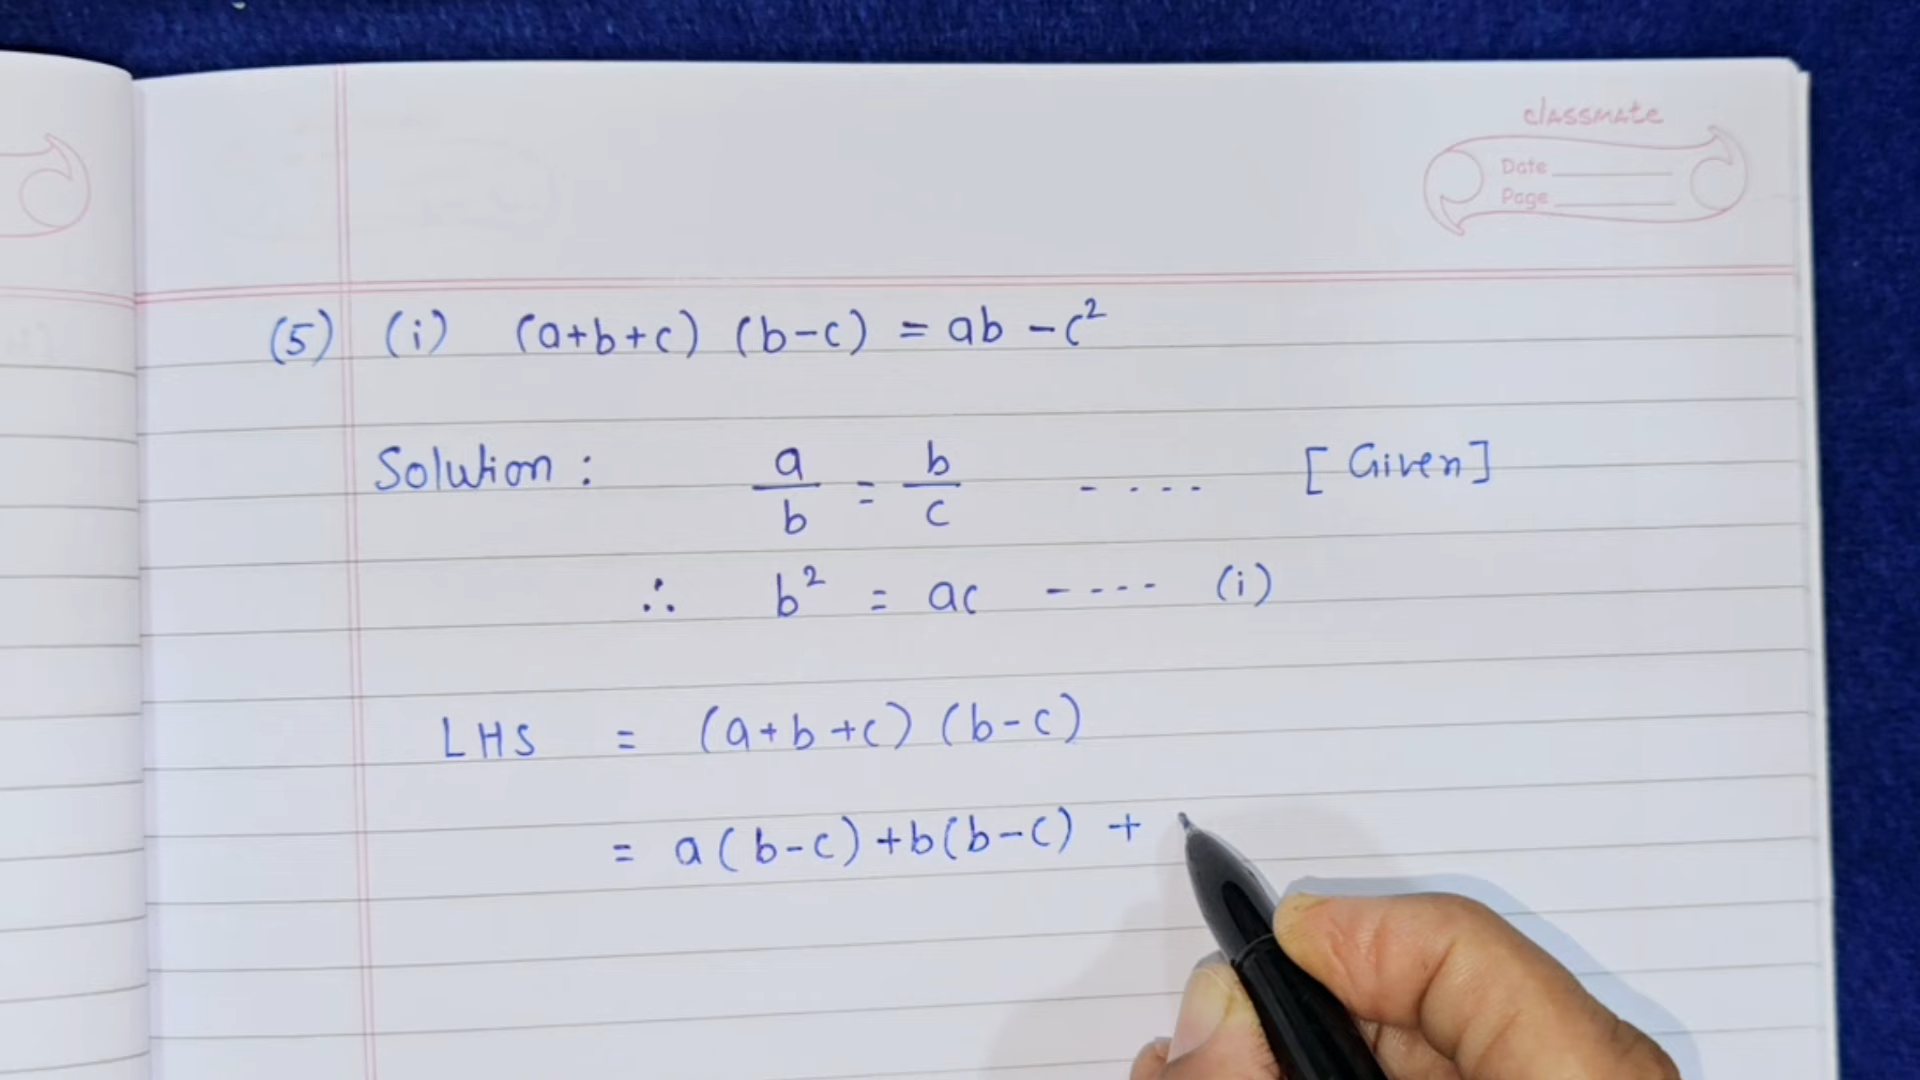 classmate
Date
Page
(5) (i) (a+b+c) (b-c) = ab - c²
Solution : a/b = b/c - .... [Given]
∴ b² = ac ----- (i)
LHS = (a+b+c) (b-c)
= a(b-c)+b(b-c) +